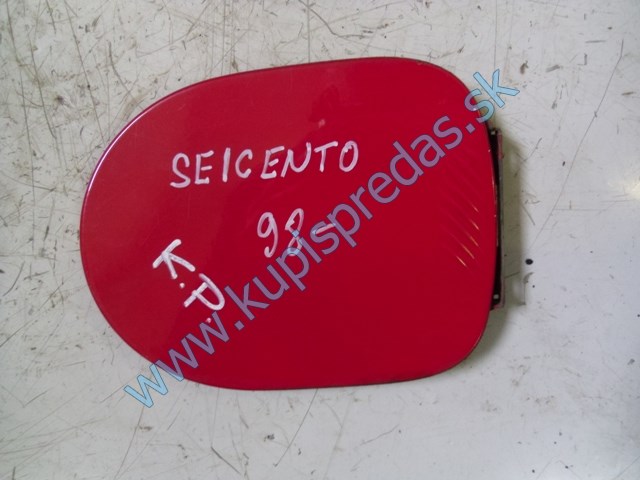 SEICENTO
98-
K.P.
www.kupispredas.sk